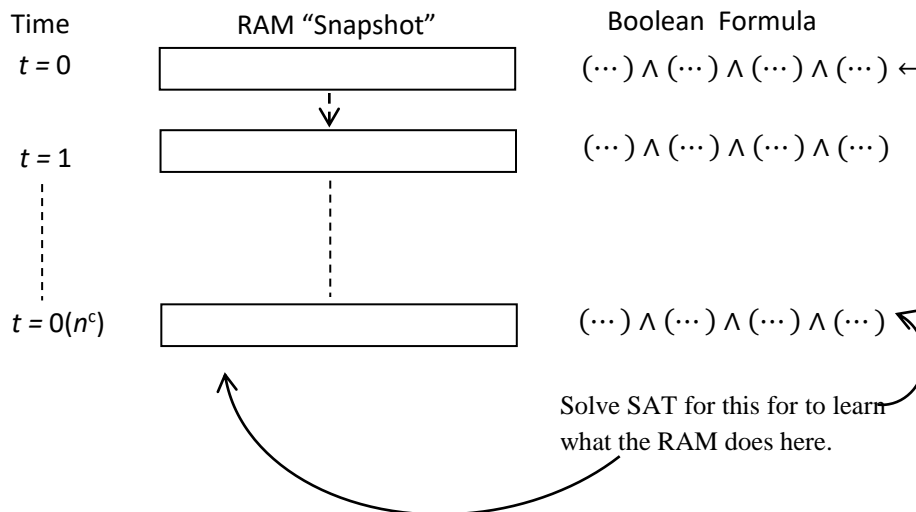 Time RAM “Snapshot” Boolean Formula
t = 0 (⋯) ∧ (⋯) ∧ (⋯) ∧ (⋯) ←
t = 1 (⋯) ∧ (⋯) ∧ (⋯) ∧ (⋯)
t = 0(nᶜ) (⋯) ∧ (⋯) ∧ (⋯) ∧ (⋯)
Solve SAT for this for to learn
what the RAM does here.